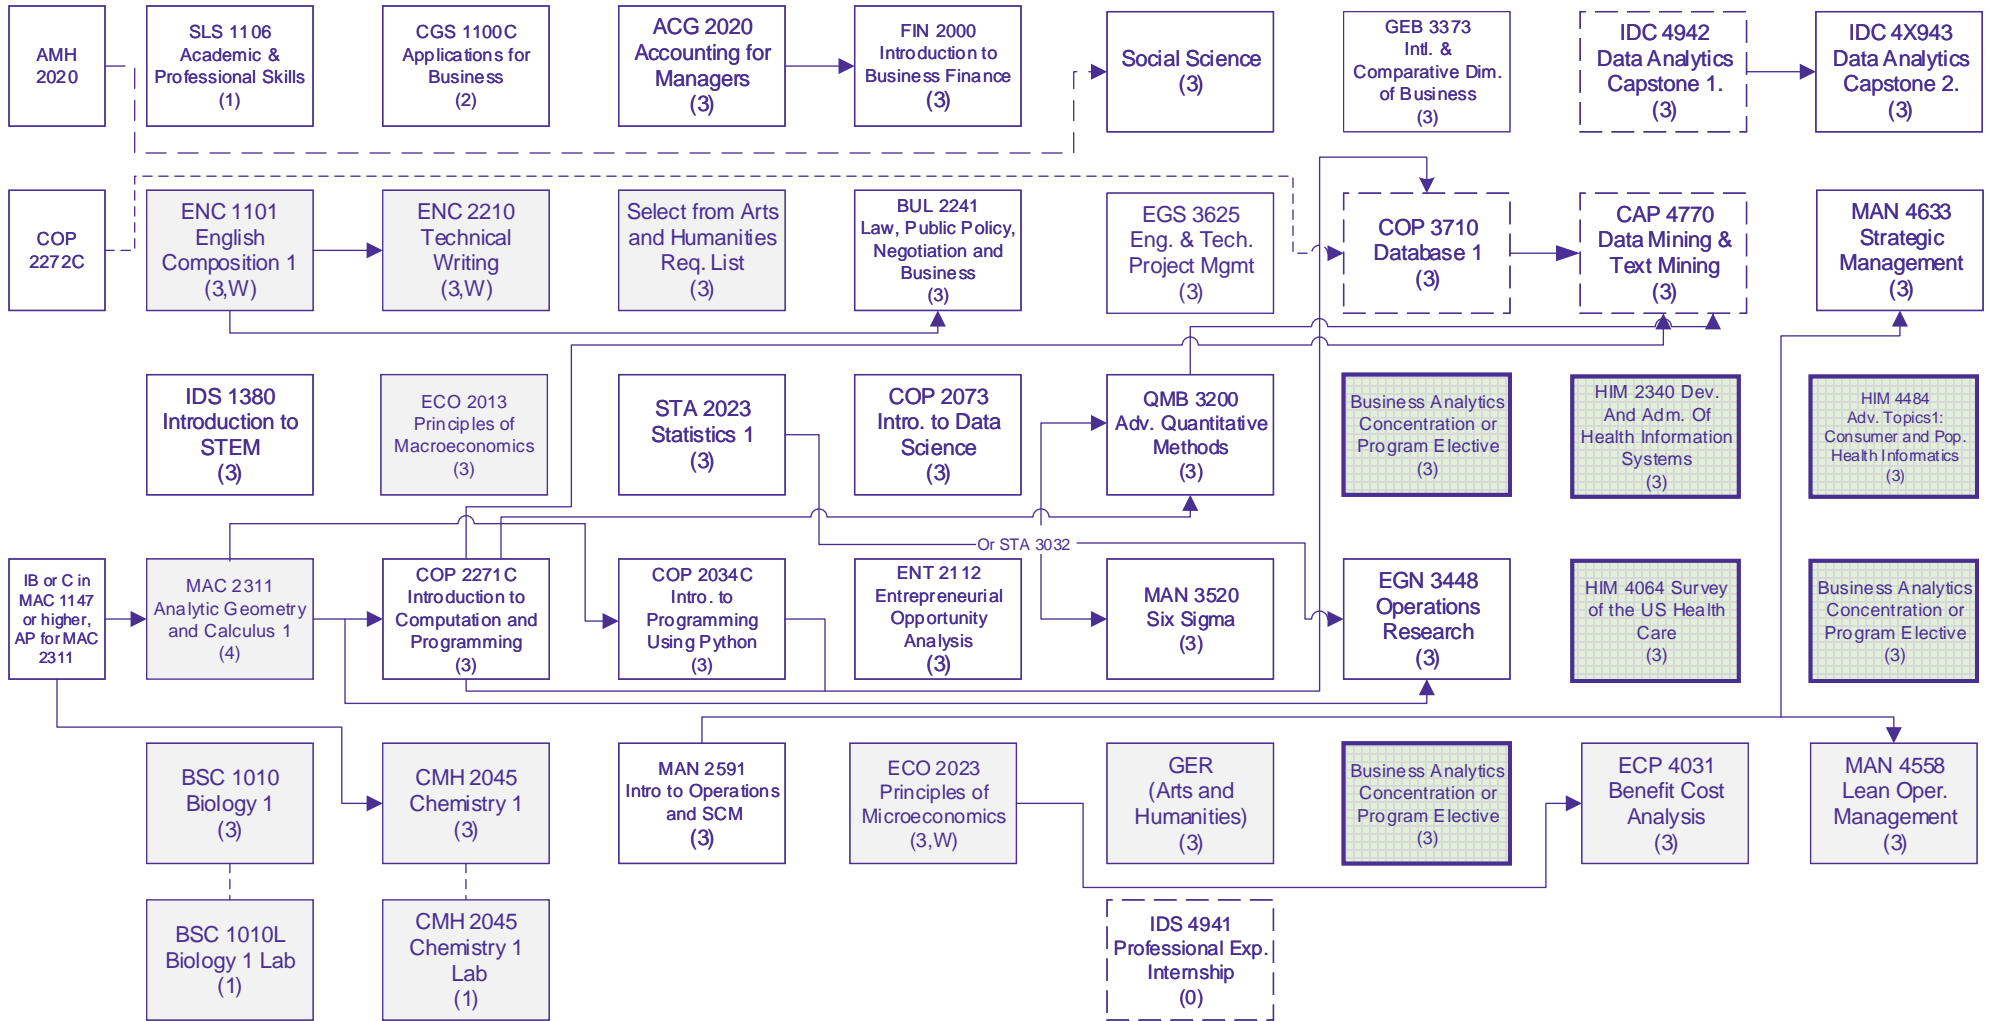 AMH
2020
SLS 1106
Academic &
Professional Skills
(1)
CGS 1100C
Applications for
Business
(2)
ACG 2020
Accounting for
Managers
(3)
FIN 2000
Introduction to
Business Finance
(3)
Social Science
(3)
GEB 3373
Intl. &
Comparative Dim.
of Business
(3)
IDC 4942
Data Analytics
Capstone 1.
(3)
IDC 4X943
Data Analytics
Capstone 2.
(3)
COP
2272C
ENC 1101
English
Composition 1
(3,W)
ENC 2210
Technical
Writing
(3,W)
Select from Arts
and Humanities
Req. List
(3)
BUL 2241
Law, Public Policy,
Negotiation and
Business
(3)
EGS 3625
Eng. & Tech.
Project Mgmt
(3)
COP 3710
Database 1
(3)
CAP 4770
Data Mining &
Text Mining
(3)
MAN 4633
Strategic
Management
(3)
IDS 1380
Introduction to
STEM
(3)
ECO 2013
Principles of
Macroeconomics
(3)
STA 2023
Statistics 1
(3)
COP 2073
Intro. to Data
Science
(3)
QMB 3200
Adv. Quantitative
Methods
(3)
Business Analytics
Concentration or
Program Elective
(3)
HIM 2340 Dev.
And Adm. Of
Health Information
Systems
(3)
HIM 4484
Adv. Topics1:
Consumer and Pop.
Health Informatics
(3)
Or STA 3032
IB or C in
MAC 1147
or higher,
AP for MAC
2311
MAC 2311
Analytic Geometry
and Calculus 1
(4)
COP 2271C
Introduction to
Computation and
Programming
(3)
COP 2034C
Intro. to
Programming
Using Python
(3)
ENT 2112
Entrepreneurial
Opportunity
Analysis
(3)
MAN 3520
Six Sigma
(3)
EGN 3448
Operations
Research
(3)
HIM 4064 Survey
of the US Health
Care
(3)
Business Analytics
Concentration or
Program Elective
(3)
BSC 1010
Biology 1
(3)
CMH 2045
Chemistry 1
(3)
MAN 2591
Intro to Operations
and SCM
(3)
ECO 2023
Principles of
Microeconomics
(3,W)
GER
(Arts and
Humanities)
(3)
Business Analytics
Concentration or
Program Elective
(3)
ECP 4031
Benefit Cost
Analysis
(3)
MAN 4558
Lean Oper.
Management
(3)
BSC 1010L
Biology 1 Lab
(1)
CMH 2045
Chemistry 1
Lab
(1)
IDS 4941
Professional Exp.
Internship
(0)